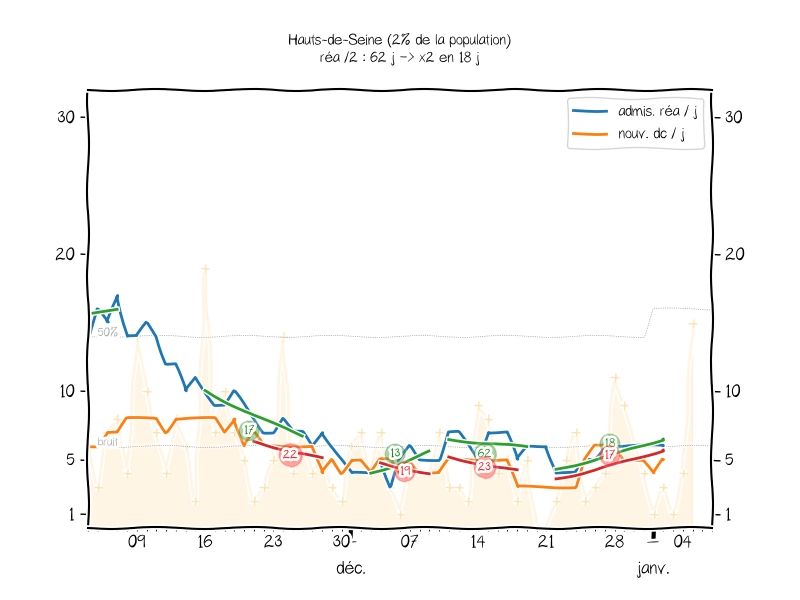 Hauts-de-Seine (2% de la population)
réa /2 : 62 j -> x2 en 18 j
admis. réa / j
nouv. dc / j
30 30
20 20
50%
10 10
bruit
17 22 13 19 62 23 18 17
5 5
1 1
09 16 23 30 07 14 21 28 04
déc. janv.